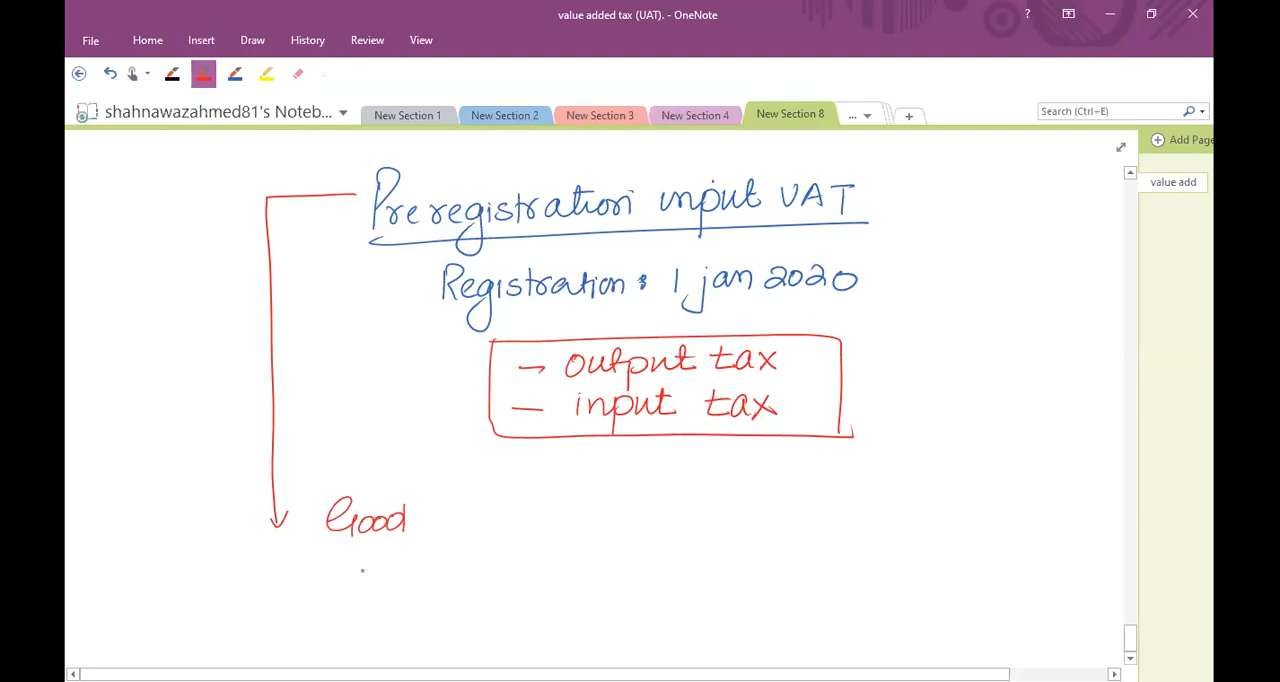 value added tax (UAT). - OneNote
?
File Home Insert Draw History Review View
shahnawazahmed81's Noteb... New Section 1 New Section 2 New Section 3 New Section 4 New Section 8 ... + Search (Ctrl+E)
Add Page
value add
Pre registration input VAT
Registration : 1 jan 2020
- output tax
- input tax
Good